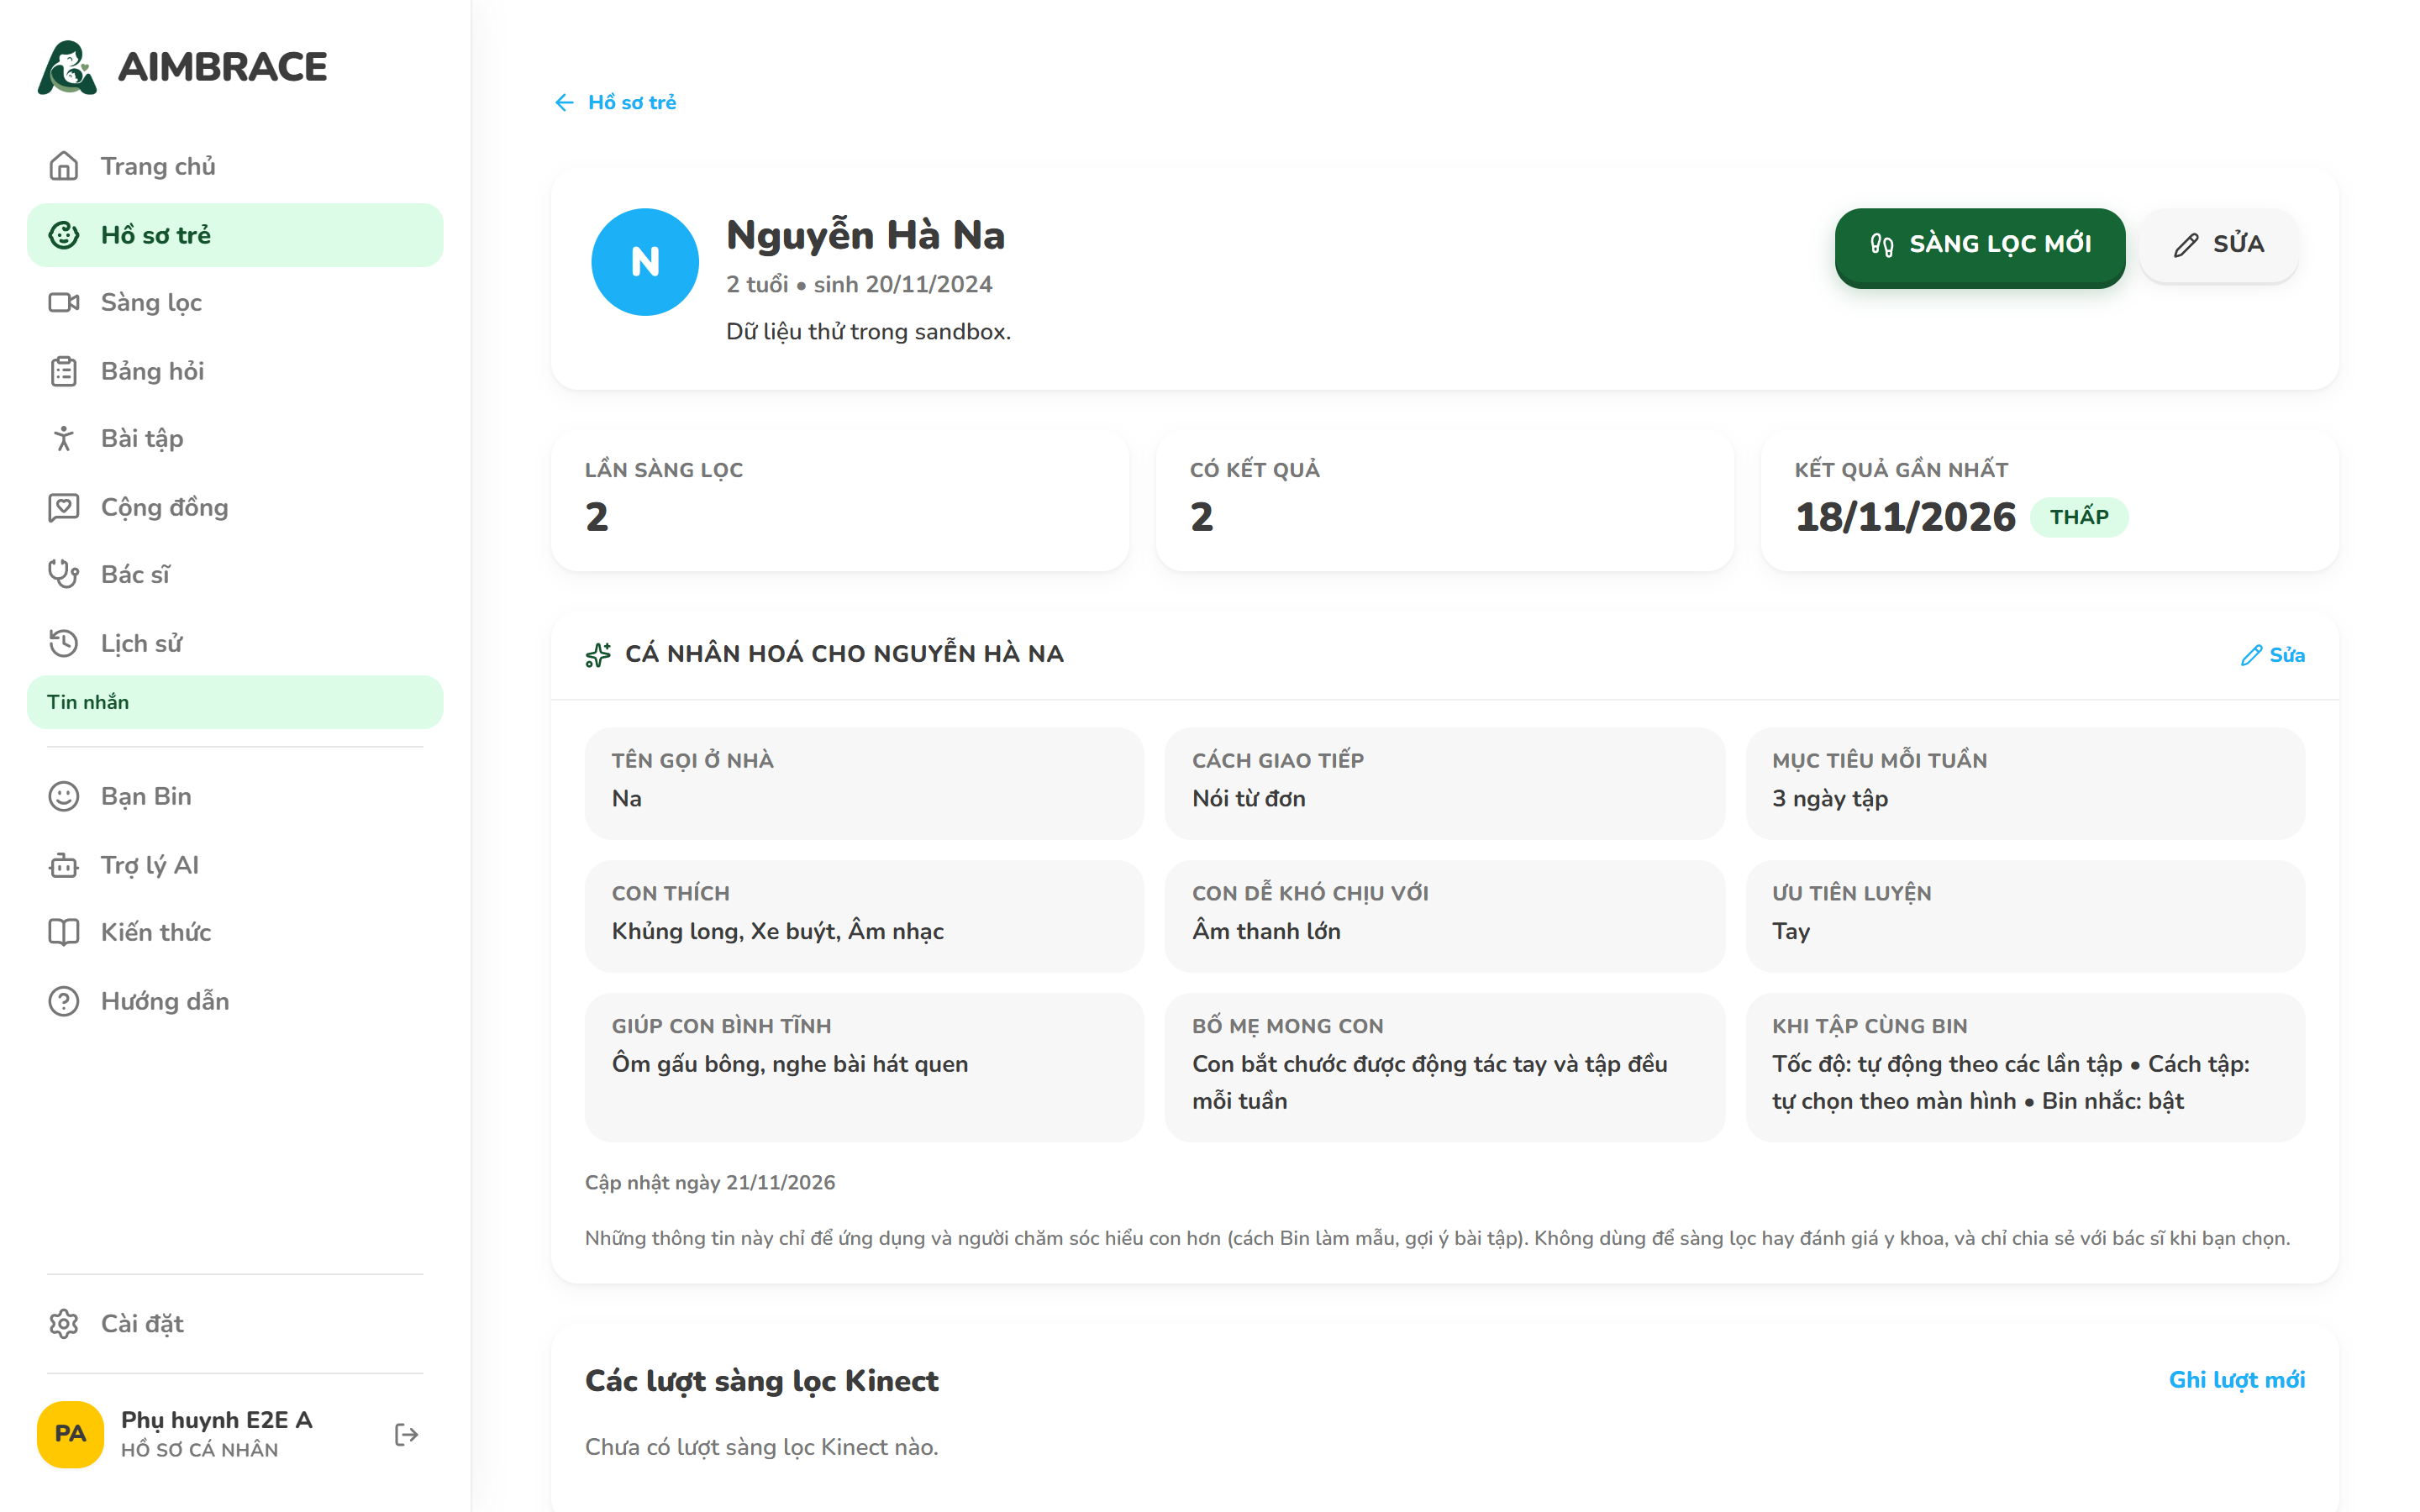 AIMBRACE
Trang chủ
Hồ sơ trẻ
Sàng lọc
Bảng hỏi
Bài tập
Cộng đồng
Bác sĩ
Lịch sử
Tin nhắn
Bạn Bin
Trợ lý AI
Kiến thức
Hướng dẫn
Cài đặt
PA
Phụ huynh E2E A
HỒ SƠ CÁ NHÂN
Hồ sơ trẻ
N
Nguyễn Hà Na
2 tuổi • sinh 20/11/2024
Dữ liệu thử trong sandbox.
SÀNG LỌC MỚI
SỬA
LẦN SÀNG LỌC
2
CÓ KẾT QUẢ
2
KẾT QUẢ GẦN NHẤT
18/11/2026 THẤP
CÁ NHÂN HOÁ CHO NGUYỄN HÀ NA
Sửa
TÊN GỌI Ở NHÀ
Na
CÁCH GIAO TIẾP
Nói từ đơn
MỤC TIÊU MỖI TUẦN
3 ngày tập
CON THÍCH
Khủng long, Xe buýt, Âm nhạc
CON DỄ KHÓ CHỊU VỚI
Âm thanh lớn
ƯU TIÊN LUYỆN
Tay
GIÚP CON BÌNH TĨNH
Ôm gấu bông, nghe bài hát quen
BỐ MẸ MONG CON
Con bắt chước được động tác tay và tập đều
mỗi tuần
KHI TẬP CÙNG BIN
Tốc độ: tự động theo các lần tập • Cách tập:
tự chọn theo màn hình • Bin nhắc: bật
Cập nhật ngày 21/11/2026
Những thông tin này chỉ để ứng dụng và người chăm sóc hiểu con hơn (cách Bin làm mẫu, gợi ý bài tập). Không dùng để sàng lọc hay đánh giá y khoa, và chỉ chia sẻ với bác sĩ khi bạn chọn.
Các lượt sàng lọc Kinect
Ghi lượt mới
Chưa có lượt sàng lọc Kinect nào.